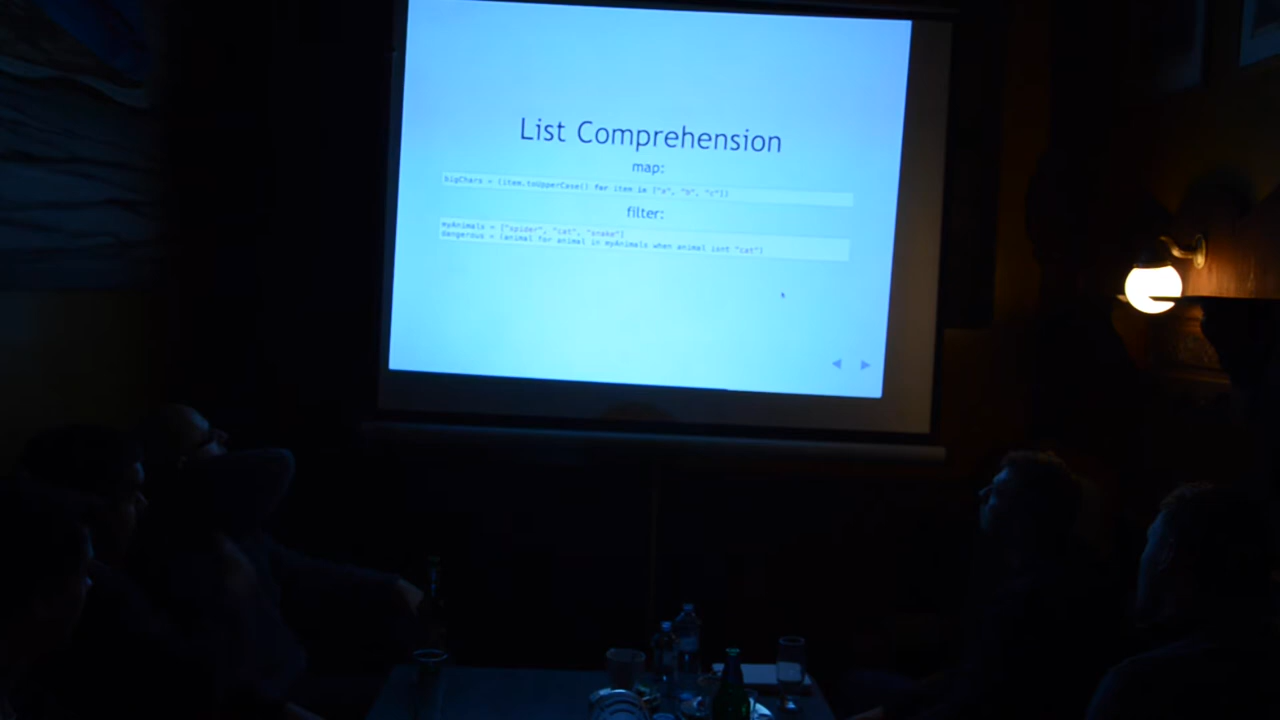 List Comprehension
map:
bigChars = (item.toUpperCase() for item in ["a", "b", "c"])
filter:
myAnimals = ["spider", "cat", "snake"]
dangerous = (animal for animal in myAnimals when animal isnt "cat")